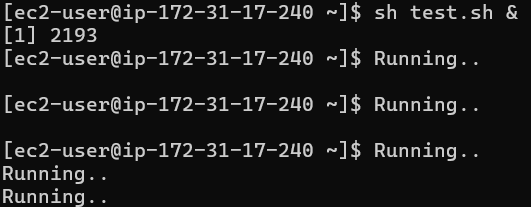 [ec2-user@ip-172-31-17-240 ~]$ sh test.sh &
[1] 2193
[ec2-user@ip-172-31-17-240 ~]$ Running..
[ec2-user@ip-172-31-17-240 ~]$ Running..
[ec2-user@ip-172-31-17-240 ~]$ Running..
Running..
Running..